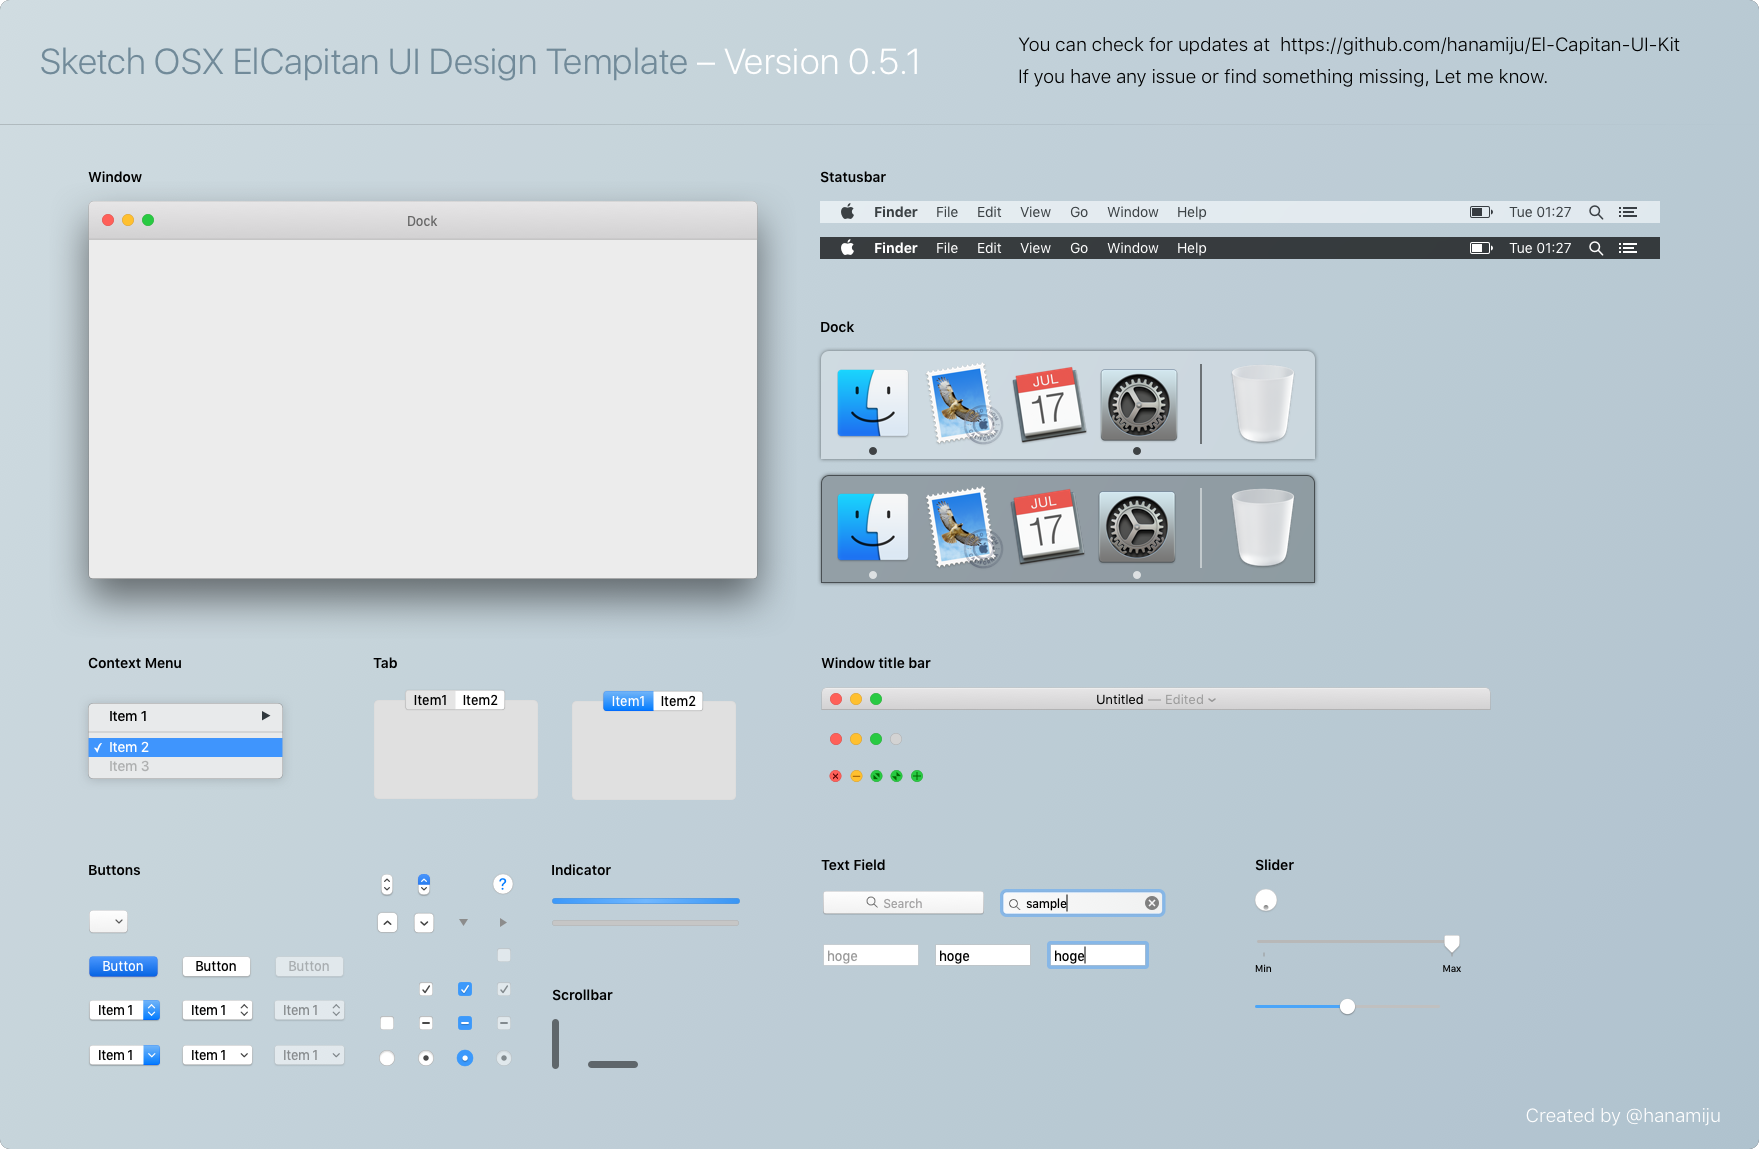 Sketch OSX ElCapitan UI Design Template – Version 0.5.1
You can check for updates at https://github.com/hanamiju/El-Capitan-UI-Kit
If you have any issue or find something missing, Let me know.
Window
Dock
Statusbar
Finder File Edit View Go Window Help Tue 01:27
Finder File Edit View Go Window Help Tue 01:27
Dock
JUL
17
JUL
17
Context Menu
Item 1
Item 2
Item 3
Tab
Item1 Item2
Item1 Item2
Window title bar
Untitled — Edited
Buttons
?
Button Button Button
Item 1 Item 1 Item 1
Item 1 Item 1 Item 1
Indicator
Scrollbar
Text Field
Search
sample
hoge hoge hoge
Slider
Min Max
Created by @hanamiju